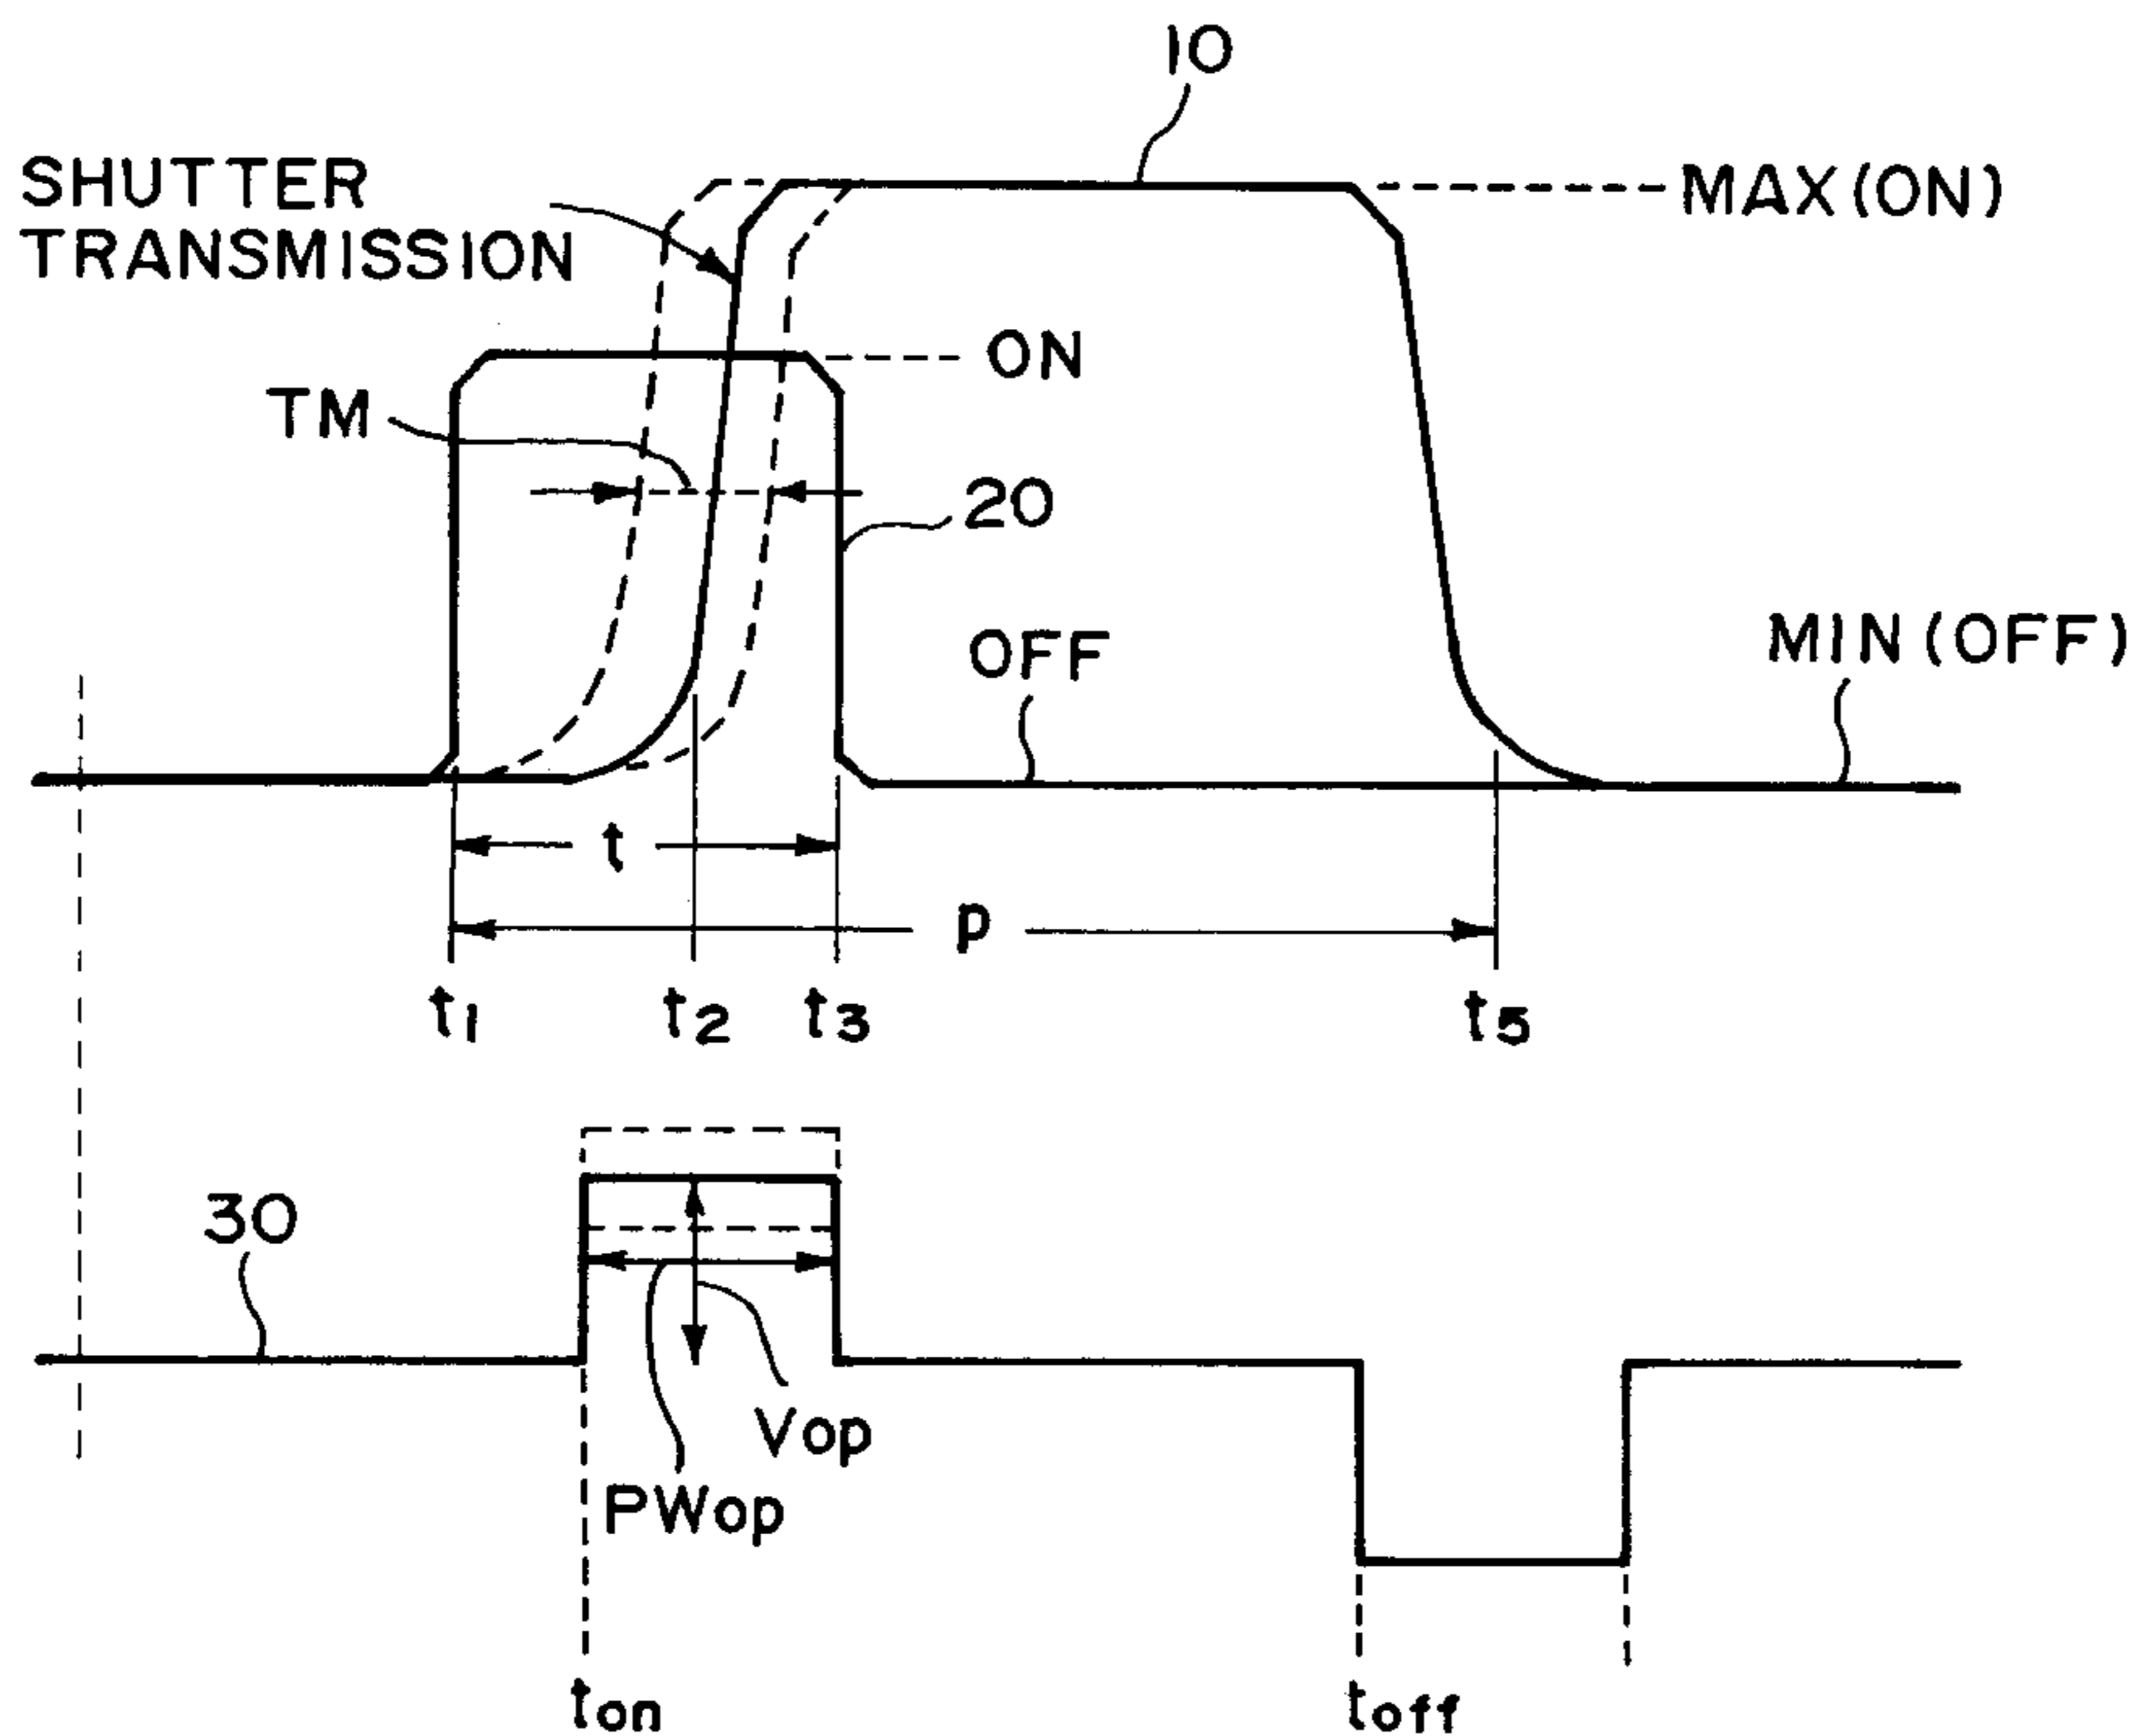 10
SHUTTER
TRANSMISSION
MAX(ON)
ON
TM
20
OFF
MIN(OFF)
t
p
t1
t2
t3
t5
30
Vop
PWop
ton
toff